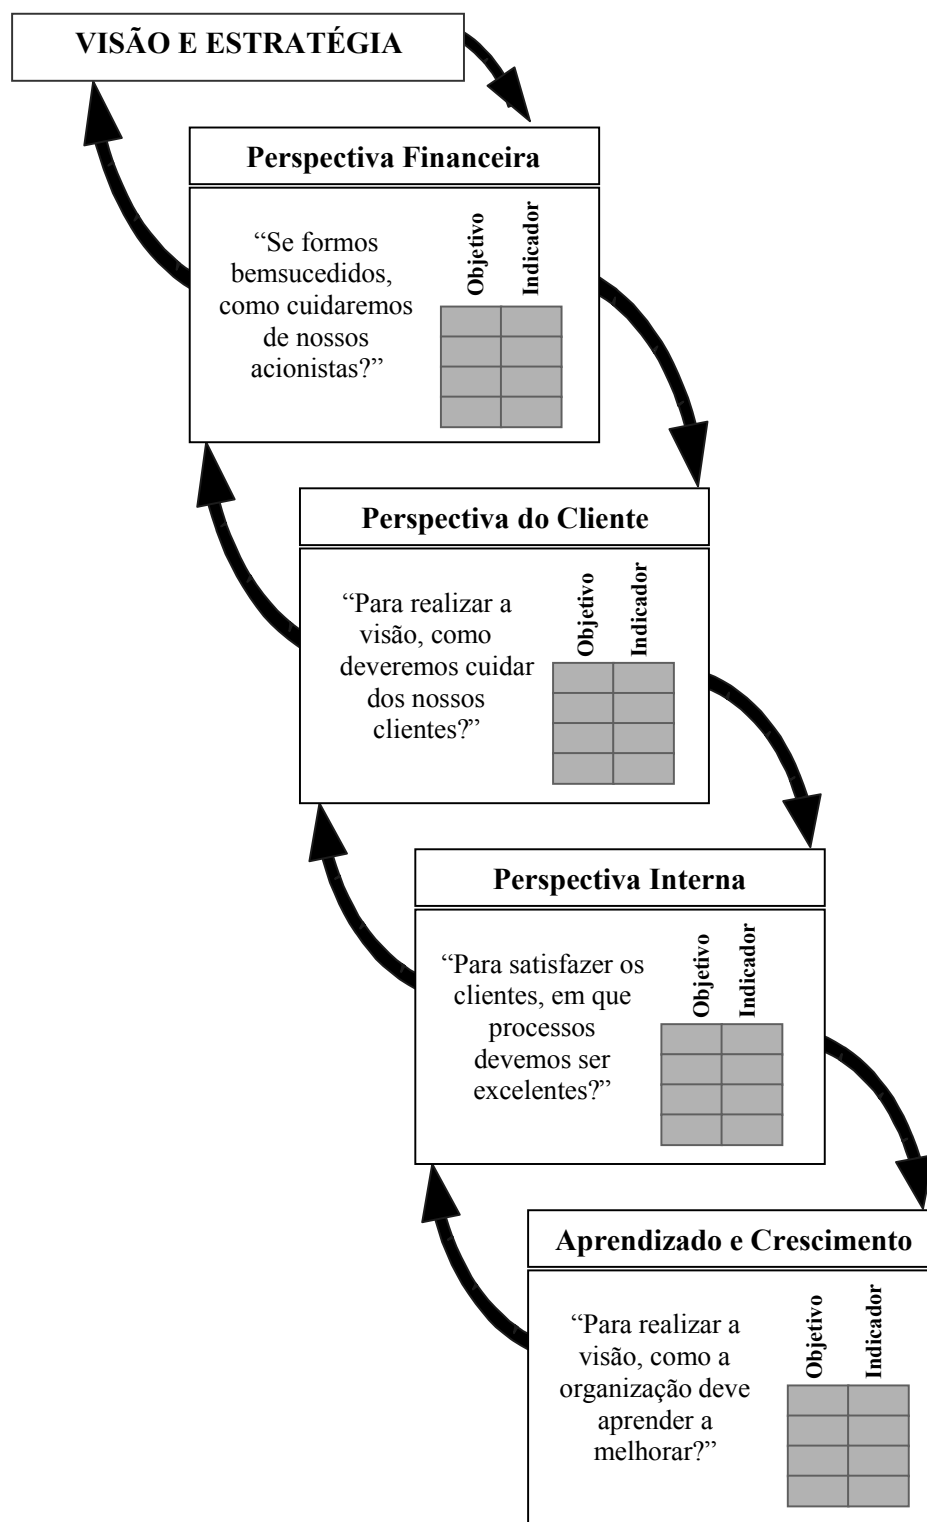 VISÃO E ESTRATÉGIA
Perspectiva Financeira
“Se formos
bemsucedidos,
como cuidaremos
de nossos
acionistas?”
Objetivo
Indicador
Perspectiva do Cliente
“Para realizar a
visão, como
deveremos cuidar
dos nossos
clientes?”
Objetivo
Indicador
Perspectiva Interna
“Para satisfazer os
clientes, em que
processos
devemos ser
excelentes?”
Objetivo
Indicador
Aprendizado e Crescimento
“Para realizar a
visão, como a
organização deve
aprender a
melhorar?”
Objetivo
Indicador